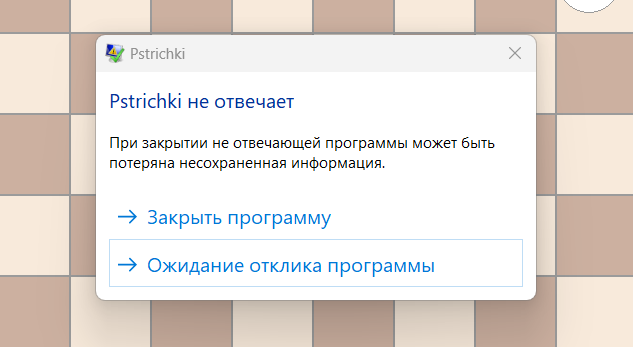 Pstrichki
Pstrichki не отвечает
При закрытии не отвечающей программы может быть
потеряна несохраненная информация.
Закрыть программу
Ожидание отклика программы